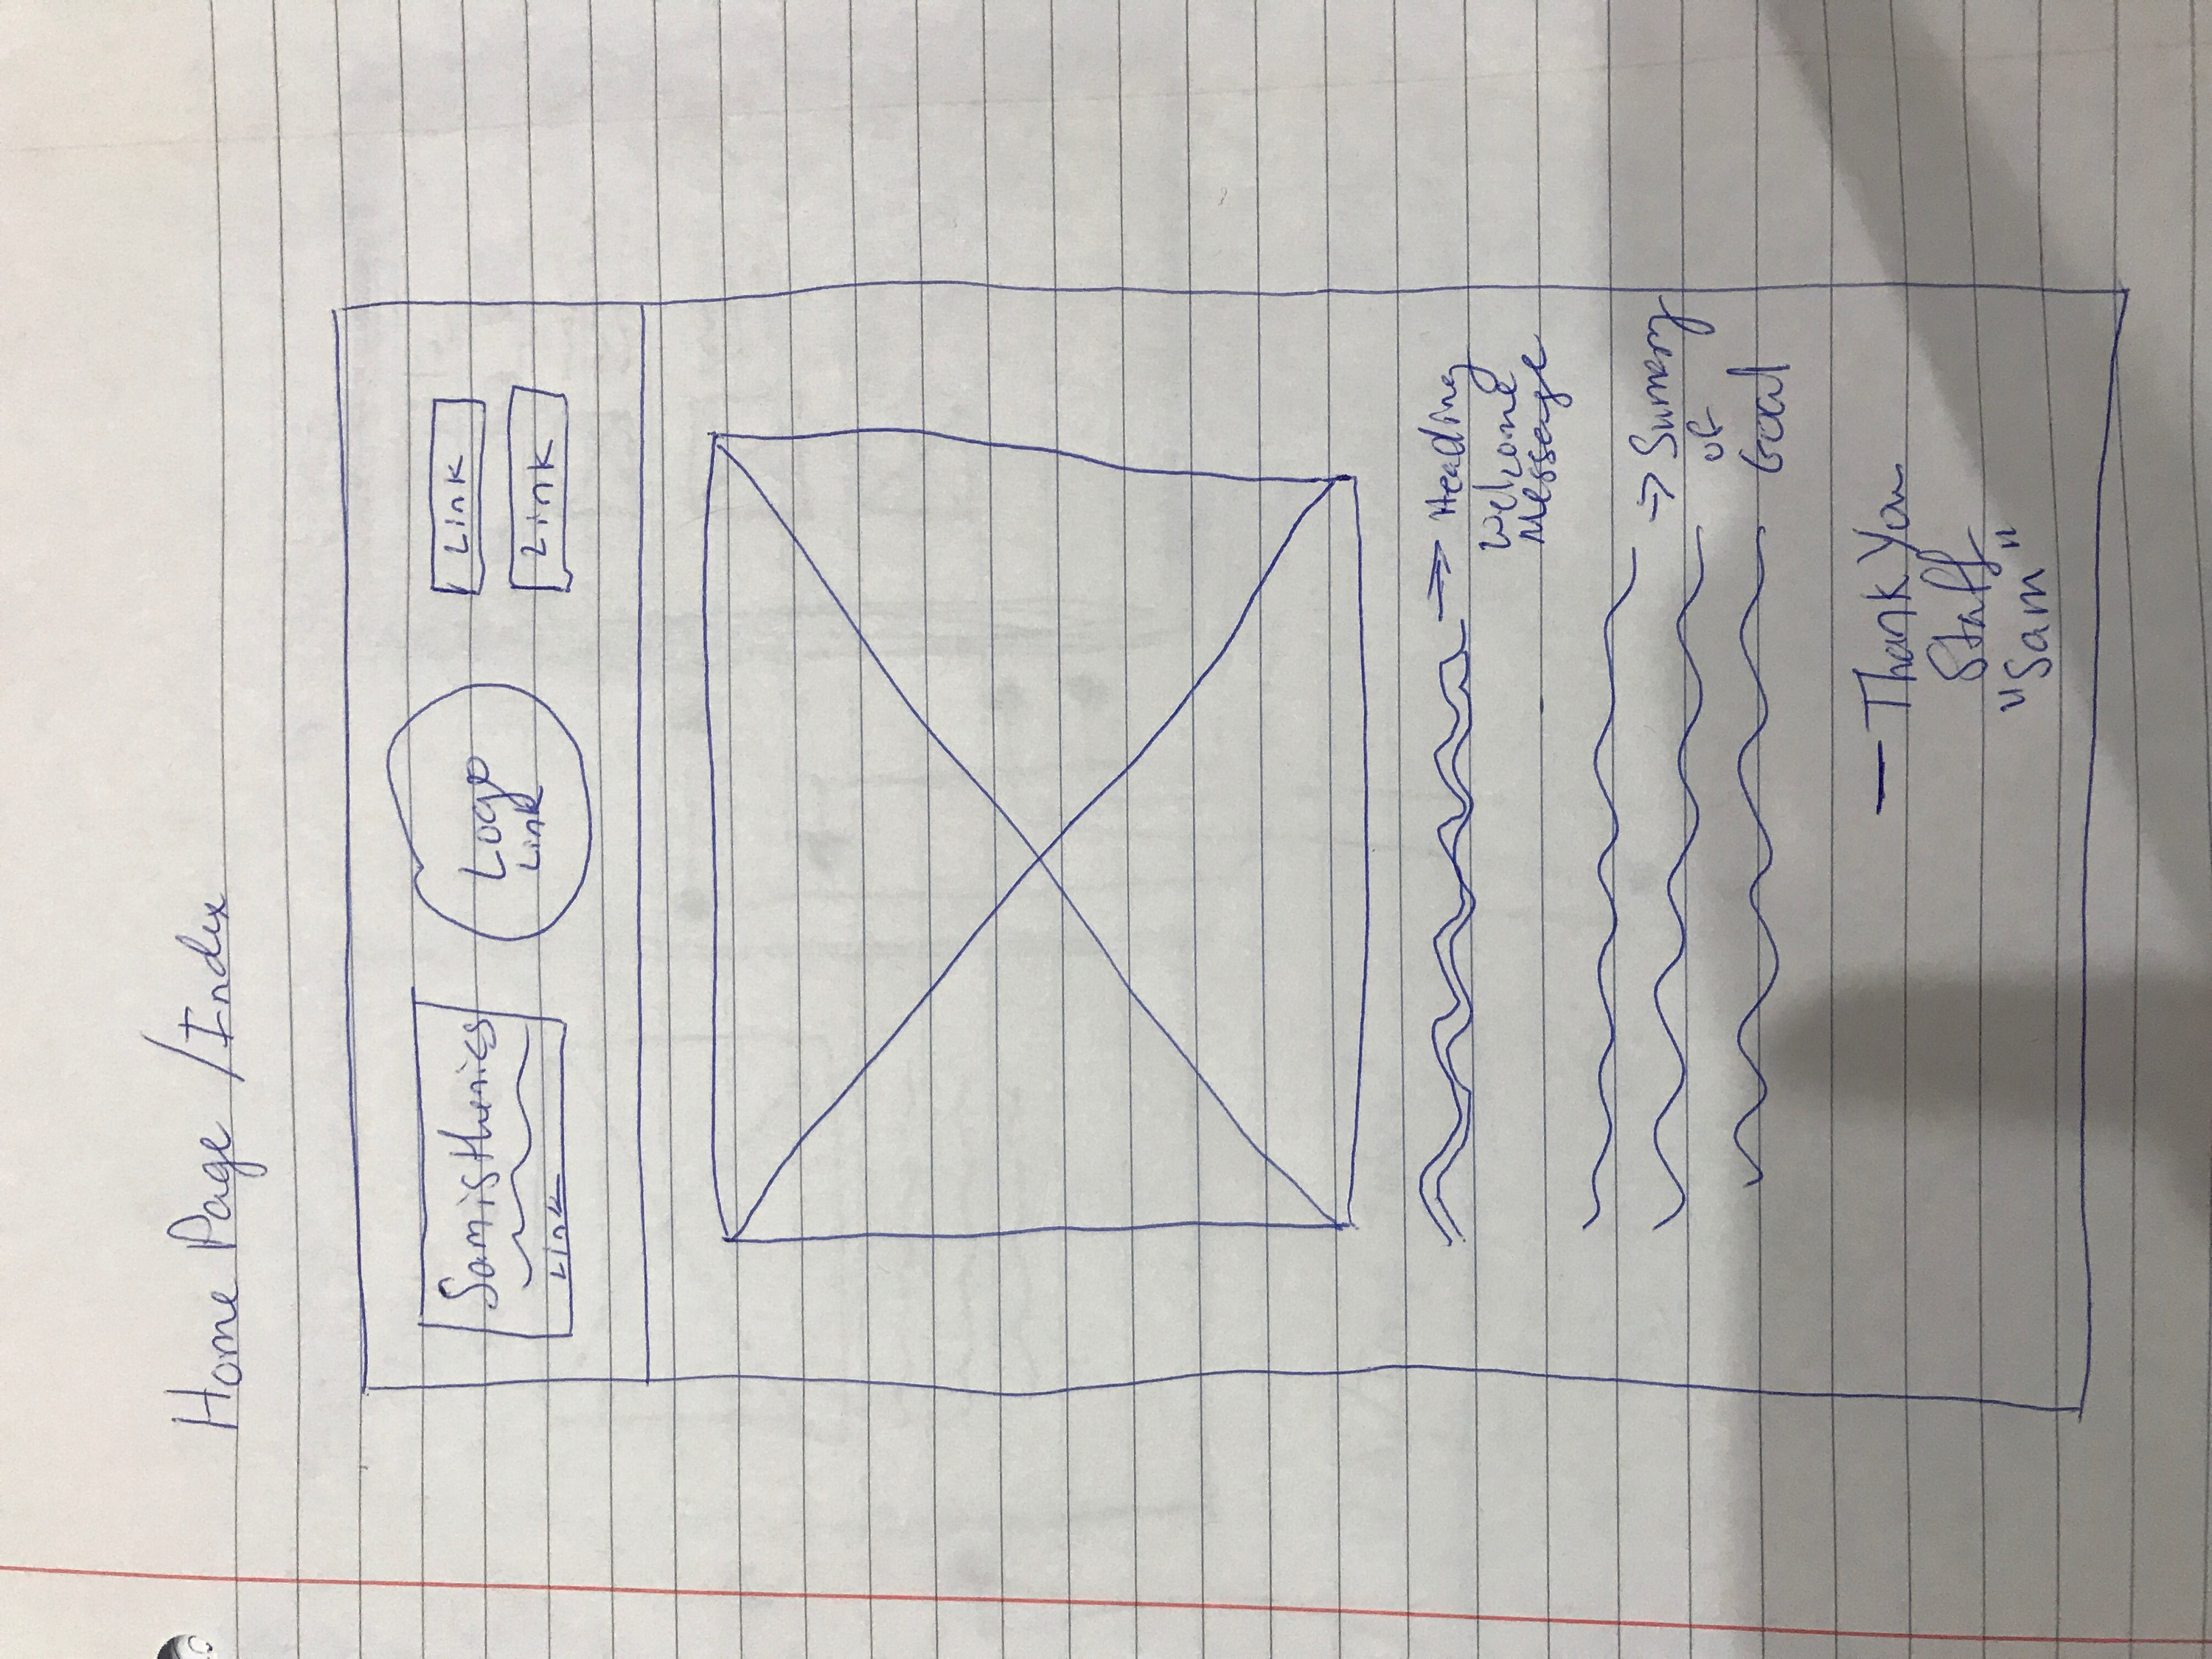 Home Page / Index
Samisthenics
Link
Logo
Link
Link
Link
→ Heading
Welcome
Message
→ Sumery
of
Goal
— Thank You
Staff
"Sam"